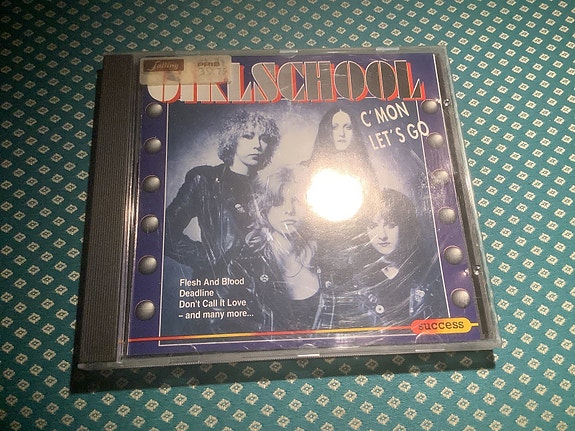 GIRLSCHOOL
C'MON
LET'S GO
Flesh And Blood
Deadline
Don't Call It Love
– and many more...
success